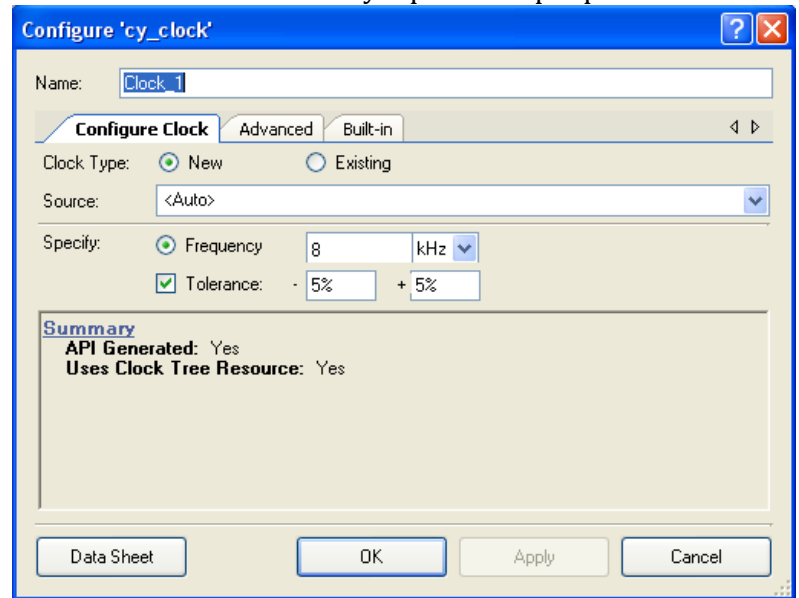 Configure 'cy_clock'
Name: Clock_1
Configure Clock Advanced Built-in
Clock Type: New Existing
Source: <Auto>
Specify: Frequency 8 kHz
Tolerance: - 5% + 5%
Summary
API Generated: Yes
Uses Clock Tree Resource: Yes
Data Sheet OK Apply Cancel